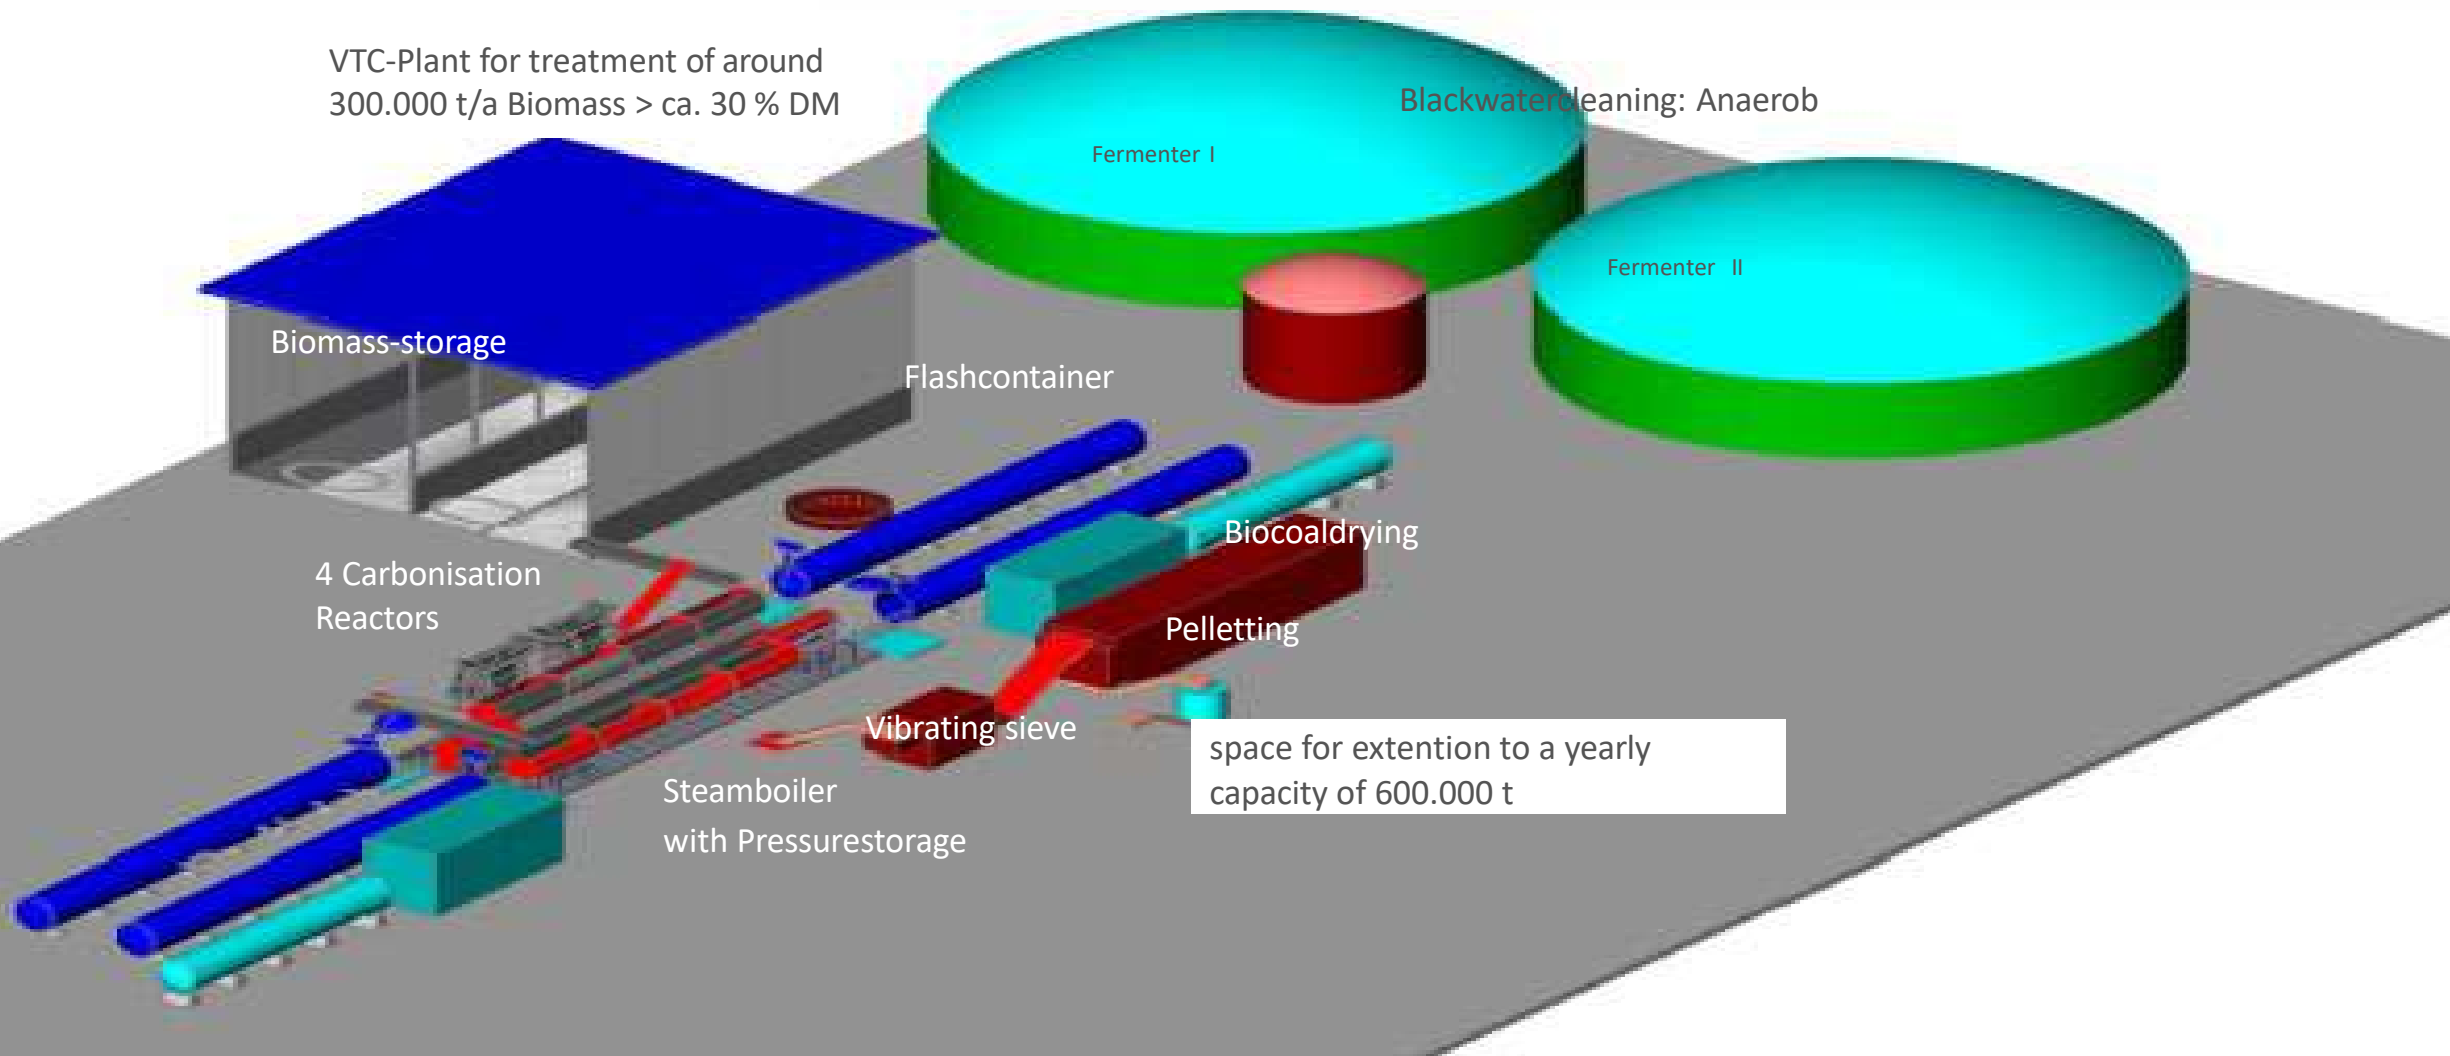 VTC-Plant for treatment of around
300.000 t/a Biomass > ca. 30 % DM
Blackwatercleaning: Anaerob
Fermenter I
Fermenter II
Biomass-storage
Flashcontainer
Biocoaldrying
4 Carbonisation
Reactors
Pelletting
Vibrating sieve
space for extention to a yearly
capacity of 600.000 t
Steamboiler
with Pressurestorage